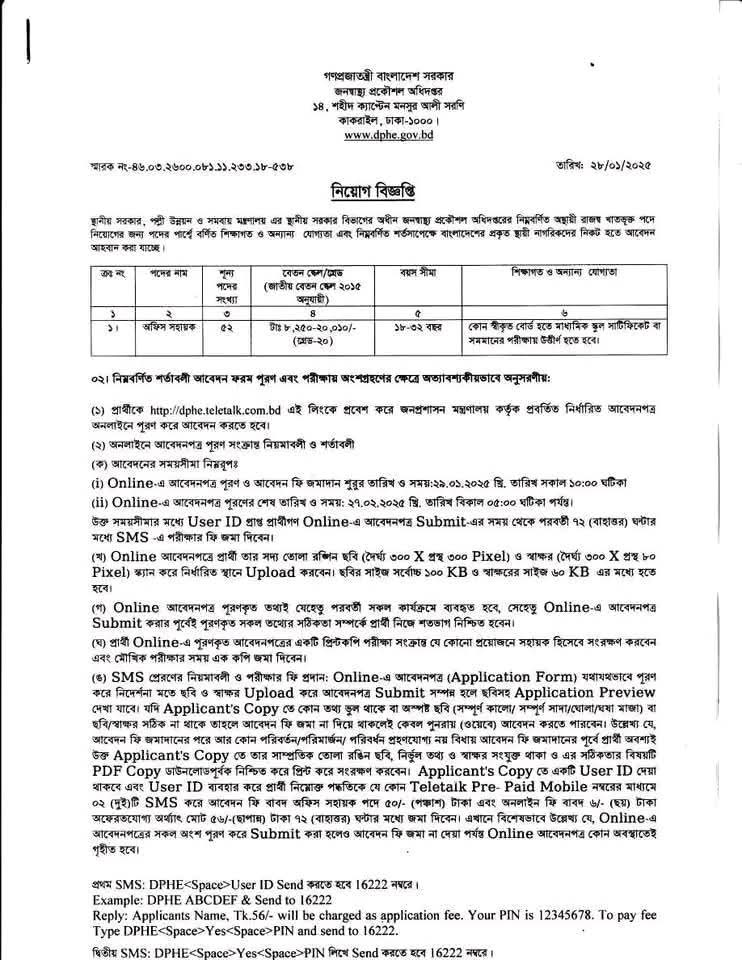 গণপ্রজাতন্ত্রী বাংলাদেশ সরকার
জনস্বাস্থ্য প্রকৌশল অধিদপ্তর
১৪, শহীদ ক্যাপ্টেন মনসুর আলী সরণি
কাকরাইল, ঢাকা-১০০০।
www.dphe.gov.bd
স্মারক নং-৪৬.০৩.২৬০০.০৮১.১১.২৩৩.১৮-৫৩৮
তারিখঃ ২৮/০১/২০২৫
নিয়োগ বিজ্ঞপ্তি
স্থানীয় সরকার, পল্লী উন্নয়ন ও সমবায় মন্ত্রণালয় এর স্থানীয় সরকার বিভাগের অধীন জনস্বাস্থ্য প্রকৌশল অধিদপ্তরের নিম্নবর্ণিত অস্থায়ী রাজস্ব খাতভুক্ত পদে
নিয়োগের জন্য পদের পার্শ্বে বর্ণিত শিক্ষাগত ও অন্যান্য যোগ্যতা এবং নিম্নবর্ণিত শর্তসাপেক্ষে বাংলাদেশের প্রকৃত স্থায়ী নাগরিকদের নিকট হতে আবেদন
আহবান করা যাচ্ছে।
ক্রঃ নং পদের নাম শূন্য পদের সংখ্যা বেতন স্কেল/গ্রেড (জাতীয় বেতন স্কেল ২০১৫ অনুযায়ী) বয়স সীমা শিক্ষাগত ও অন্যান্য যোগ্যতা
১ ২ ৩ ৪ ৫ ৬
১। অফিস সহায়ক ৫২ টাঃ ৮,২৫০-২০,০১০/- ১৮-৩২ বছর কোন স্বীকৃত বোর্ড হতে মাধ্যমিক স্কুল সার্টিফিকেট বা
(গ্রেড-২০) সমমানের পরীক্ষায় উত্তীর্ণ হতে হবে।
০২। নিম্নবর্ণিত শর্তাবলী আবেদন ফরম পূরণ এবং পরীক্ষায় অংশগ্রহণের ক্ষেত্রে অত্যাবশ্যকীয়ভাবে অনুসরণীয়:
(১) প্রার্থীকে http://dphe.teletalk.com.bd এই লিংকে প্রবেশ করে জনপ্রশাসন মন্ত্রণালয় কর্তৃক প্রবর্তিত নির্ধারিত আবেদনপত্র
অনলাইনে পূরণ করে আবেদন করতে হবে।
(২) অনলাইনে আবেদনপত্র পূরণ সংক্রান্ত নিয়মাবলী ও শর্তাবলী
(ক) আবেদনের সময়সীমা নিম্নরূপঃ
(i) Online-এ আবেদনপত্র পূরণ ও আবেদন ফি জমাদান শুরুর তারিখ ও সময়:২৯.০১.২০২৫ খ্রি. তারিখ সকাল ১০:০০ ঘটিকা
(ii) Online-এ আবেদনপত্র পূরণের শেষ তারিখ ও সময়: ২৭.০২.২০২৫ খ্রি. তারিখ বিকাল ০৫:০০ ঘটিকা পর্যন্ত।
উক্ত সময়সীমার মধ্যে User ID প্রাপ্ত প্রার্থীগণ Online-এ আবেদনপত্র Submit-এর সময় থেকে পরবর্তী ৭২ (বাহাত্তর) ঘন্টার
মধ্যে SMS -এ পরীক্ষার ফি জমা দিবেন।
(খ) Online আবেদনপত্রে প্রার্থী তার সদ্য তোলা রঙ্গিন ছবি (দৈর্ঘ্য ৩০০ X প্রস্থ ৩০০ Pixel) ও স্বাক্ষর (দৈর্ঘ্য ৩০০ X প্রস্থ ৮০
Pixel) স্ক্যান করে নির্ধারিত স্থানে Upload করবেন। ছবির সাইজ সর্বোচ্চ ১০০ KB ও স্বাক্ষরের সাইজ ৬০ KB এর মধ্যে হতে
হবে।
(গ) Online আবেদনপত্র পূরণকৃত তথ্যই যেহেতু পরবর্তী সকল কার্যক্রমে ব্যবহৃত হবে, সেহেতু Online-এ আবেদনপত্র
Submit করার পূর্বেই পূরণকৃত সকল তথ্যের সঠিকতা সম্পর্কে প্রার্থী নিজে শতভাগ নিশ্চিত হবেন।
(ঘ) প্রার্থী Online-এ পূরণকৃত আবেদনপত্রের একটি প্রিন্টকপি পরীক্ষা সংক্রান্ত যে কোনো প্রয়োজনে সহায়ক হিসেবে সংরক্ষণ করবেন
এবং মৌখিক পরীক্ষার সময় এক কপি জমা দিবেন।
(ঙ) SMS প্রেরণের নিয়মাবলী ও পরীক্ষার ফি প্রদান: Online-এ আবেদনপত্র (Application Form) যথাযথভাবে পূরণ
করে নির্দেশনা মতে ছবি ও স্বাক্ষর Upload করে আবেদনপত্র Submit সম্পন্ন হলে ছবিসহ Application Preview
দেখা যাবে। যদি Applicant's Copy তে কোন তথ্য ভুল থাকে বা অস্পষ্ট ছবি (সম্পূর্ণ কালো/ সম্পূর্ণ সাদা/ঘোলা/ঘষা মাজা) বা
ছবি/স্বাক্ষর সঠিক না থাকে তাহলে আবেদন ফি জমা না দিয়ে থাকলেই কেবল পুনরায় (ওয়েবে) আবেদন করতে পারবেন। উল্লেখ্য যে,
আবেদন ফি জমাদানের পরে আর কোন পরিবর্তন/পরিমার্জন/ পরিবর্ধন গ্রহণযোগ্য নয় বিধায় আবেদন ফি জমাদানের পূর্বে প্রার্থী অবশ্যই
উক্ত Applicant's Copy তে তার সাম্প্রতিক তোলা রঙিন ছবি, নির্ভুল তথ্য ও স্বাক্ষর সংযুক্ত থাকা ও এর সঠিকতার বিষয়টি
PDF Copy ডাউনলোডপূর্বক নিশ্চিত করে প্রিন্ট করে সংরক্ষণ করবেন। Applicant's Copy তে একটি User ID দেয়া
থাকবে এবং User ID ব্যবহার করে প্রার্থী নিম্নোক্ত পদ্ধতিকে যে কোন Teletalk Pre- Paid Mobile নম্বরের মাধ্যমে
০২ (দুই)টি SMS করে আবেদন ফি বাবদ অফিস সহায়ক পদে ৫০/- (পঞ্চাশ) টাকা এবং অনলাইন ফি বাবদ ৬/- (ছয়) টাকা
অফেরতযোগ্য অর্থ্যাৎ মোট ৫৬/-(ছাপান্ন) টাকা ৭২ (বাহাত্তর) ঘন্টার মধ্যে জমা দিবেন। এখানে বিশেষভাবে উল্লেখ্য যে, Online-এ
আবেদনপত্রের সকল অংশ পূরণ করে Submit করা হলেও আবেদন ফি জমা না দেয়া পর্যন্ত Online আবেদনপত্র কোন অবস্থাতেই
গৃহীত হবে।
প্রথম SMS: DPHE<Space>User ID Send করতে হবে 16222 নম্বরে।
Example: DPHE ABCDEF & Send to 16222
Reply: Applicants Name, Tk.56/- will be charged as application fee. Your PIN is 12345678. To pay fee
Type DPHE<Space>Yes<Space>PIN and send to 16222.
দ্বিতীয় SMS: DPHE<Space>Yes<Space>PIN লিখে Send করতে হবে 16222 নম্বরে।